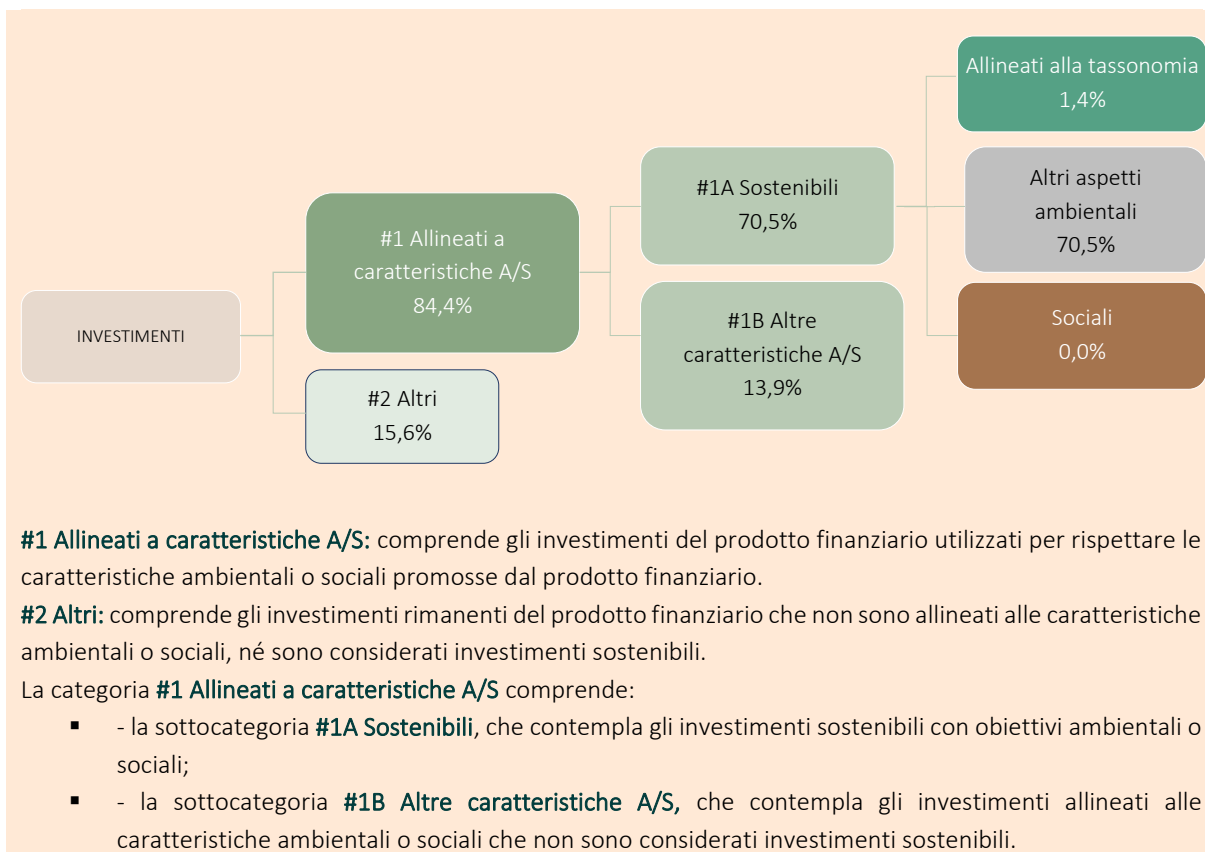 INVESTIMENTI
#1 Allineati a
caratteristiche A/S
84,4%
#2 Altri
15,6%
#1A Sostenibili
70,5%
#1B Altre
caratteristiche A/S
13,9%
Allineati alla tassonomia
1,4%
Altri aspetti
ambientali
70,5%
Sociali
0,0%
#1 Allineati a caratteristiche A/S: comprende gli investimenti del prodotto finanziario utilizzati per rispettare le
caratteristiche ambientali o sociali promosse dal prodotto finanziario.
#2 Altri: comprende gli investimenti rimanenti del prodotto finanziario che non sono allineati alle caratteristiche
ambientali o sociali, né sono considerati investimenti sostenibili.
La categoria #1 Allineati a caratteristiche A/S comprende:
▪ - la sottocategoria #1A Sostenibili, che contempla gli investimenti sostenibili con obiettivi ambientali o
sociali;
▪ - la sottocategoria #1B Altre caratteristiche A/S, che contempla gli investimenti allineati alle
caratteristiche ambientali o sociali che non sono considerati investimenti sostenibili.